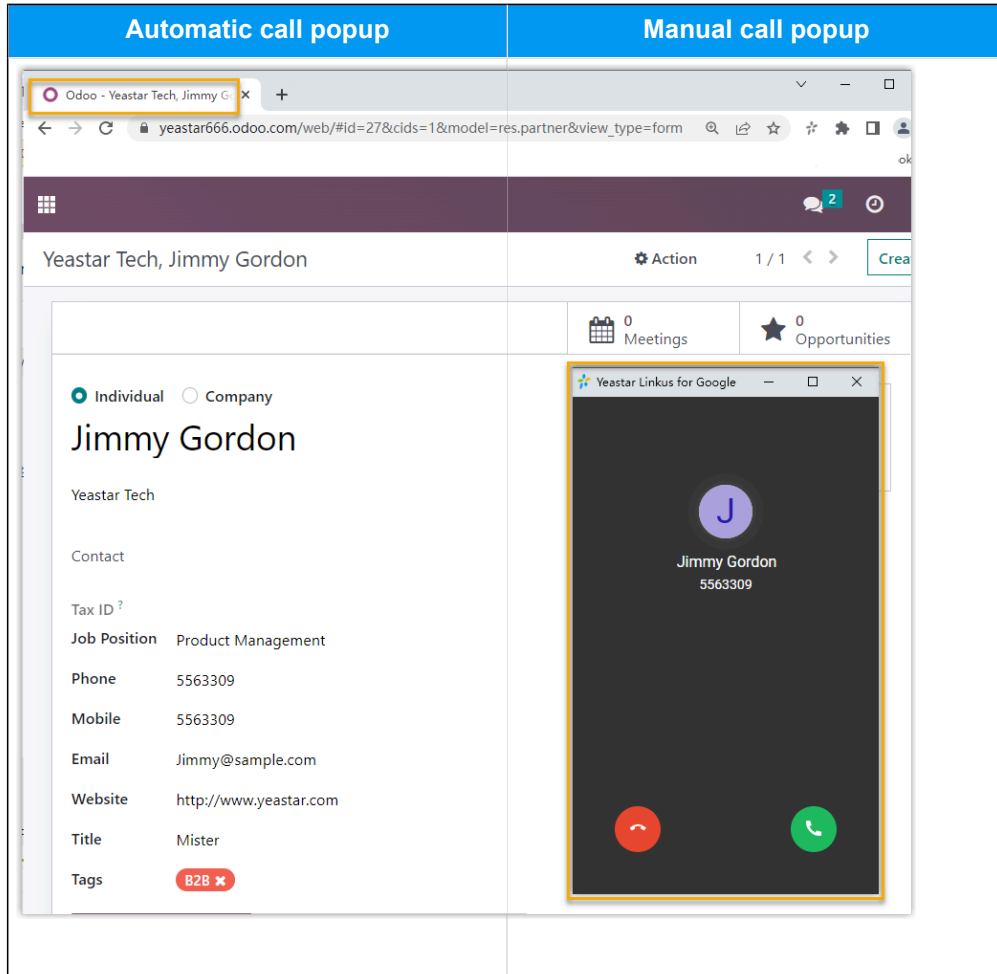 Automatic call popup
Manual call popup
Odoo - Yeastar Tech, Jimmy G
yeastar666.odoo.com/web/#id=27&cids=1&model=res.partner&view_type=form
2
Yeastar Tech, Jimmy Gordon
Action
1 / 1
0
Meetings
0
Opportunities
Yeastar Linkus for Google
Individual
Company
Jimmy Gordon
Yeastar Tech
J
Jimmy Gordon
5563309
Contact
Tax ID ?
Job Position Product Management
Phone 5563309
Mobile 5563309
Email Jimmy@sample.com
Website http://www.yeastar.com
Title Mister
Tags B2B